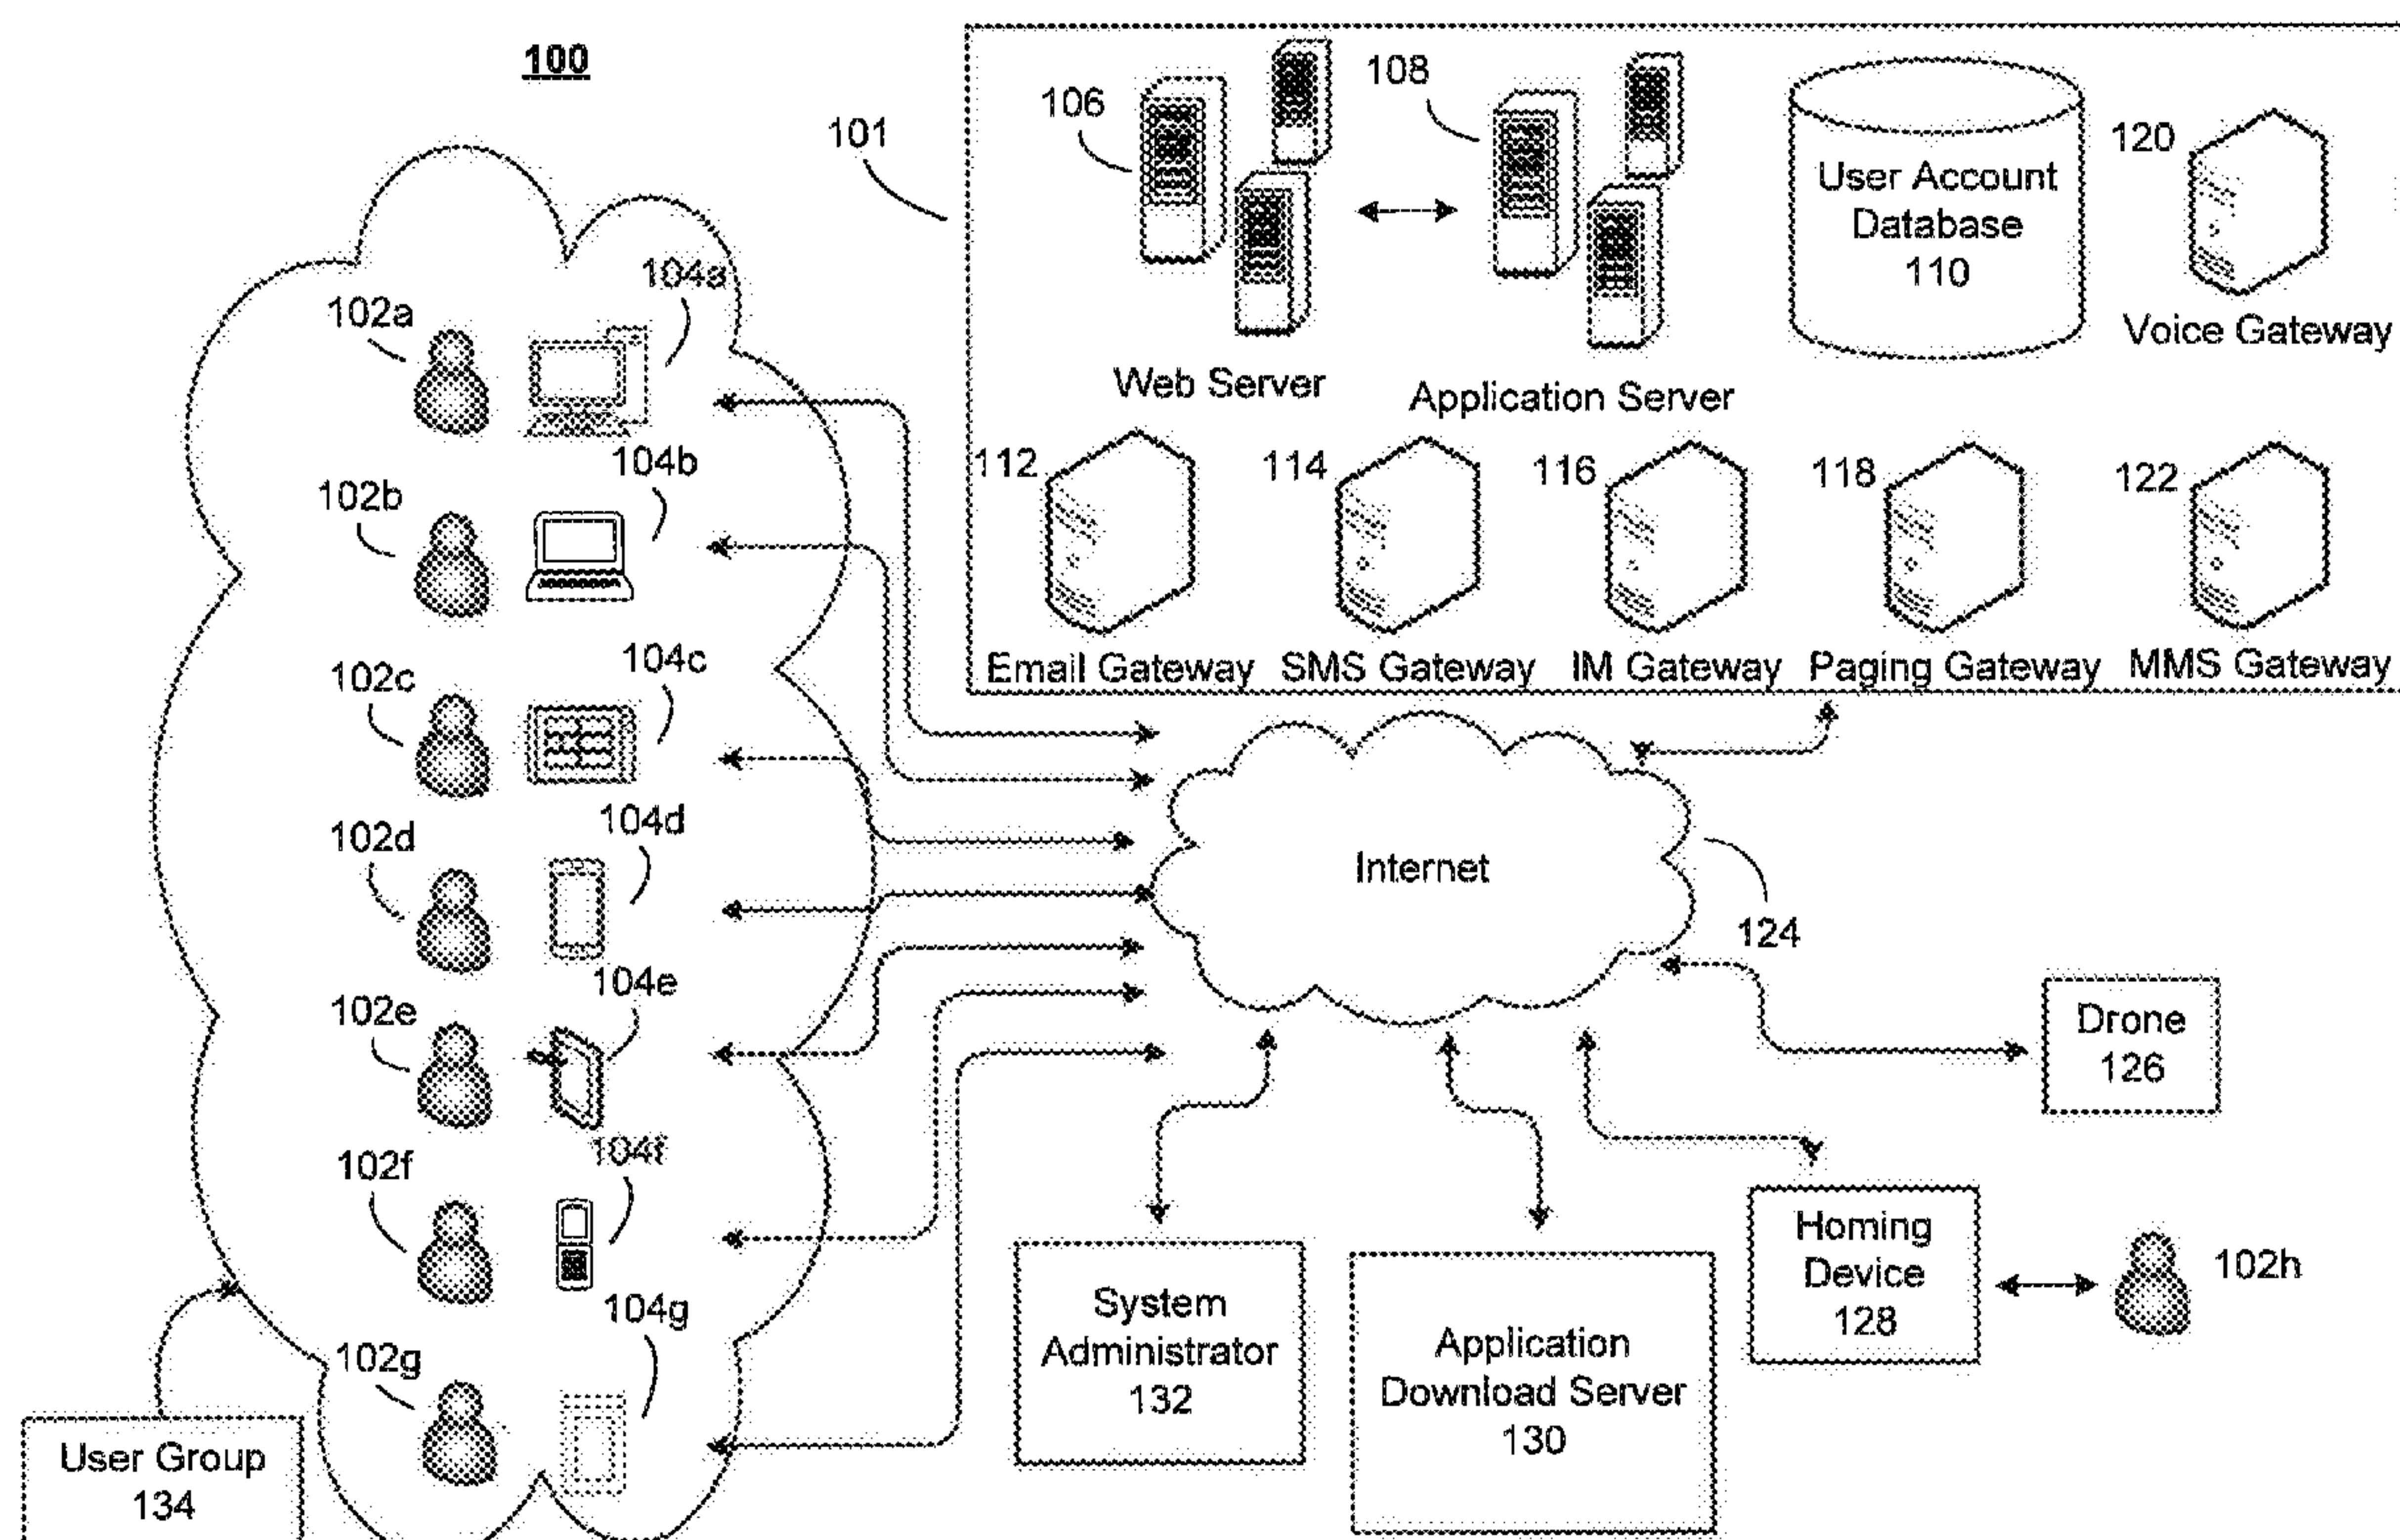 100
101
106
108
User Account
Database
110
120
Voice Gateway
Web Server
Application Server
112
114
116
118
122
Email Gateway
SMS Gateway
IM Gateway
Paging Gateway
MMS Gateway
102a
104a
102b
104b
102c
104c
102d
104d
102e
104e
102f
104f
102g
104g
User Group
134
Internet
124
Drone
126
Homing
Device
128
102h
System
Administrator
132
Application
Download Server
130